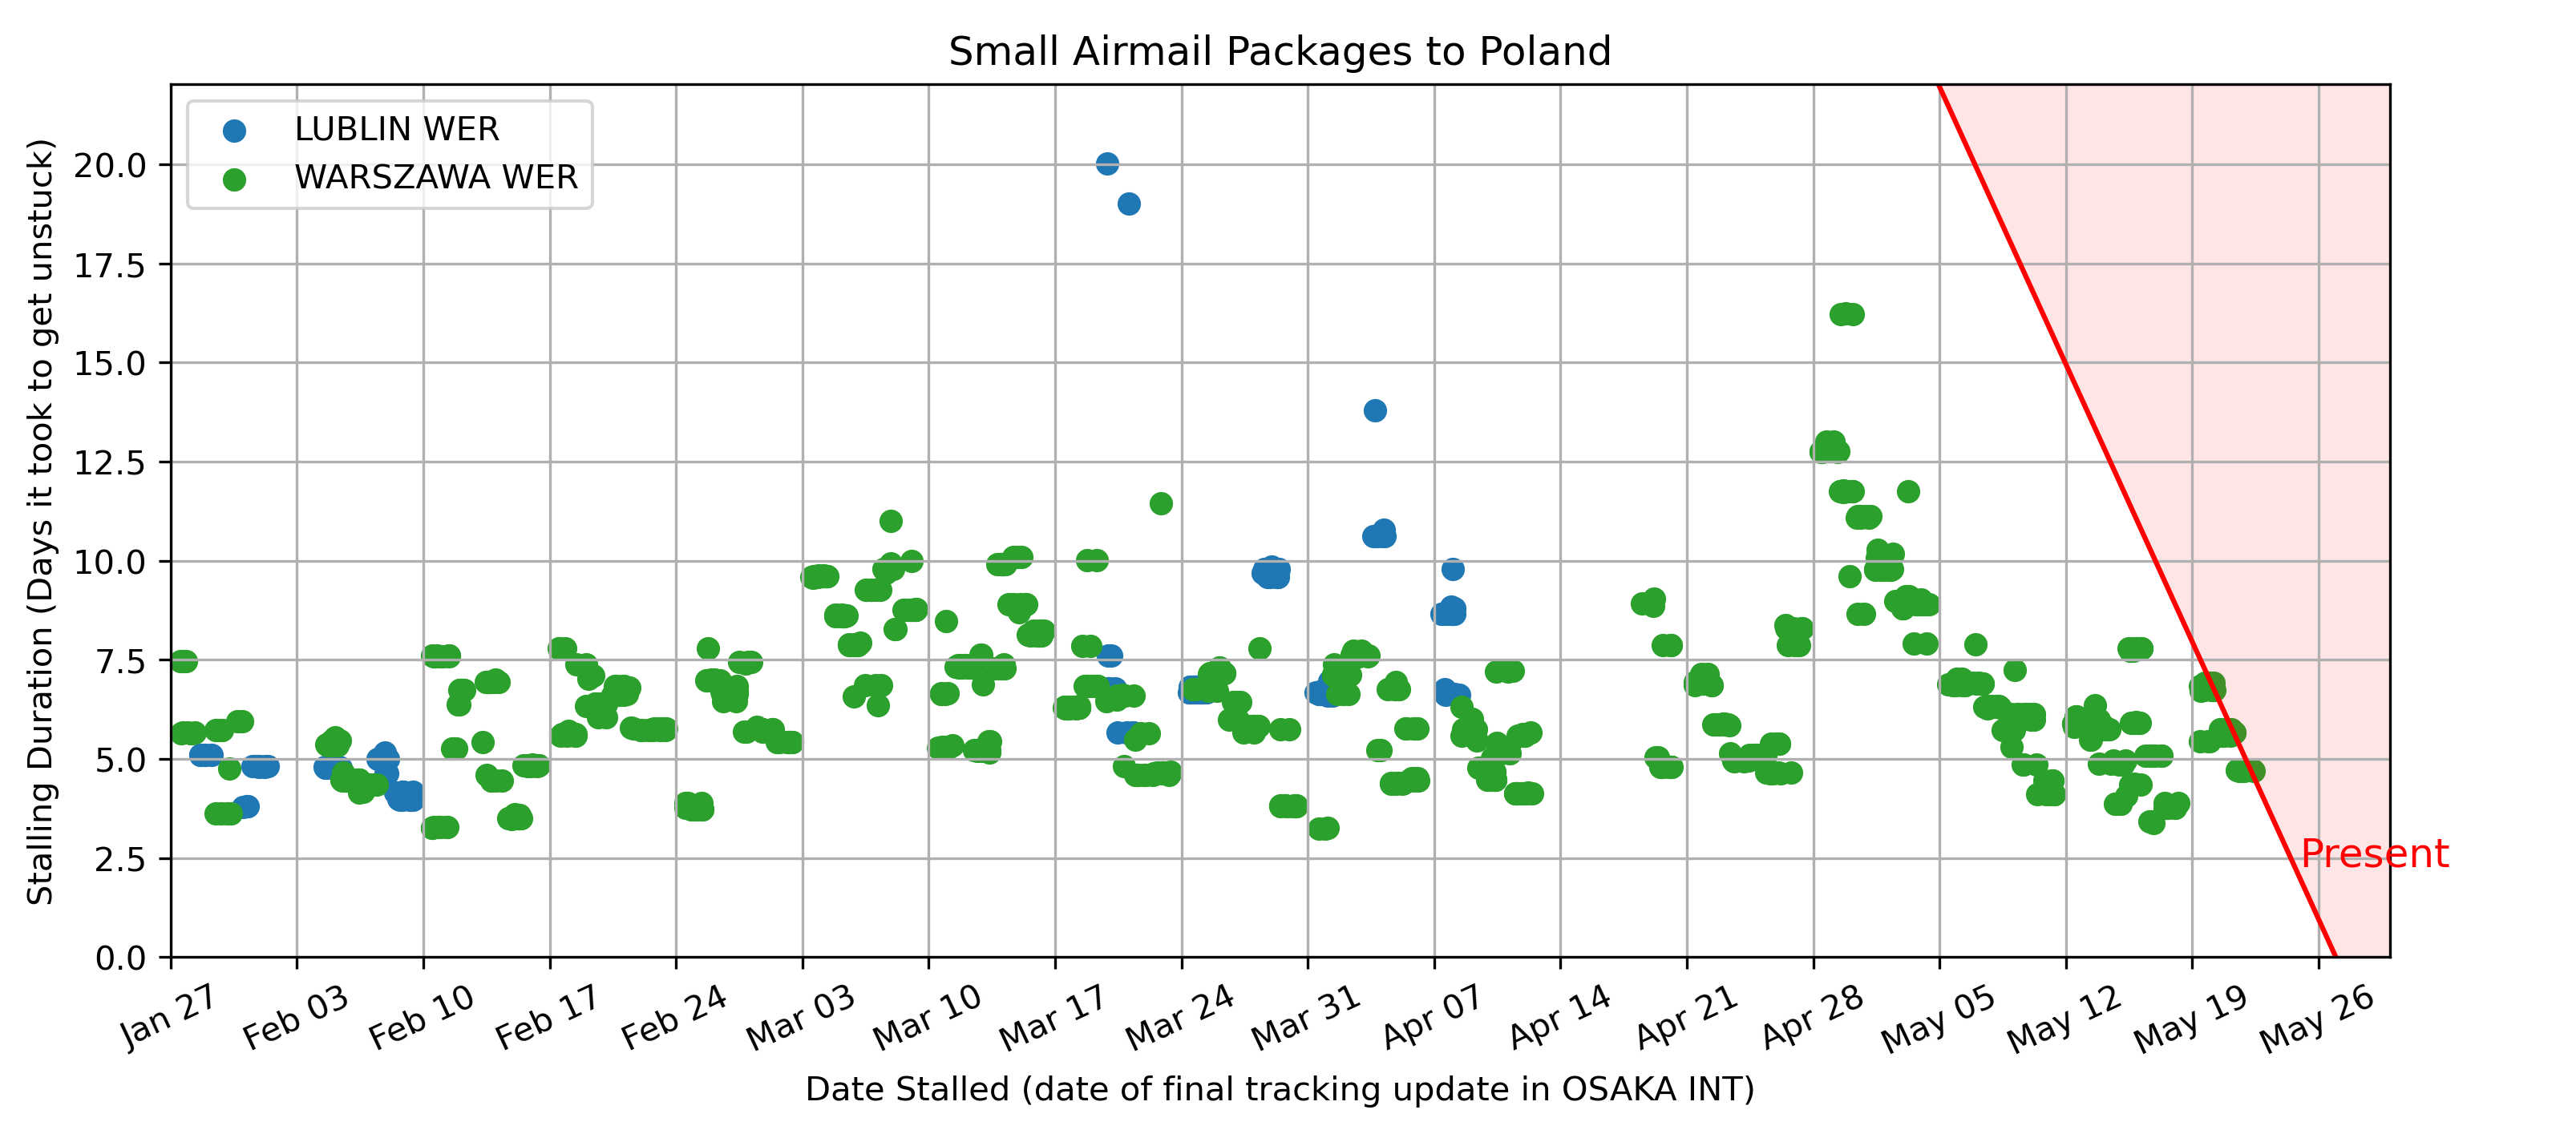 Small Airmail Packages to Poland
LUBLIN WER
WARSZAWA WER
Stalling Duration (Days it took to get unstuck)
20.0
17.5
15.0
12.5
10.0
7.5
5.0
2.5
0.0
Present
Jan 27
Feb 03
Feb 10
Feb 17
Feb 24
Mar 03
Mar 10
Mar 17
Mar 24
Mar 31
Apr 07
Apr 14
Apr 21
Apr 28
May 05
May 12
May 19
May 26
Date Stalled (date of final tracking update in OSAKA INT)